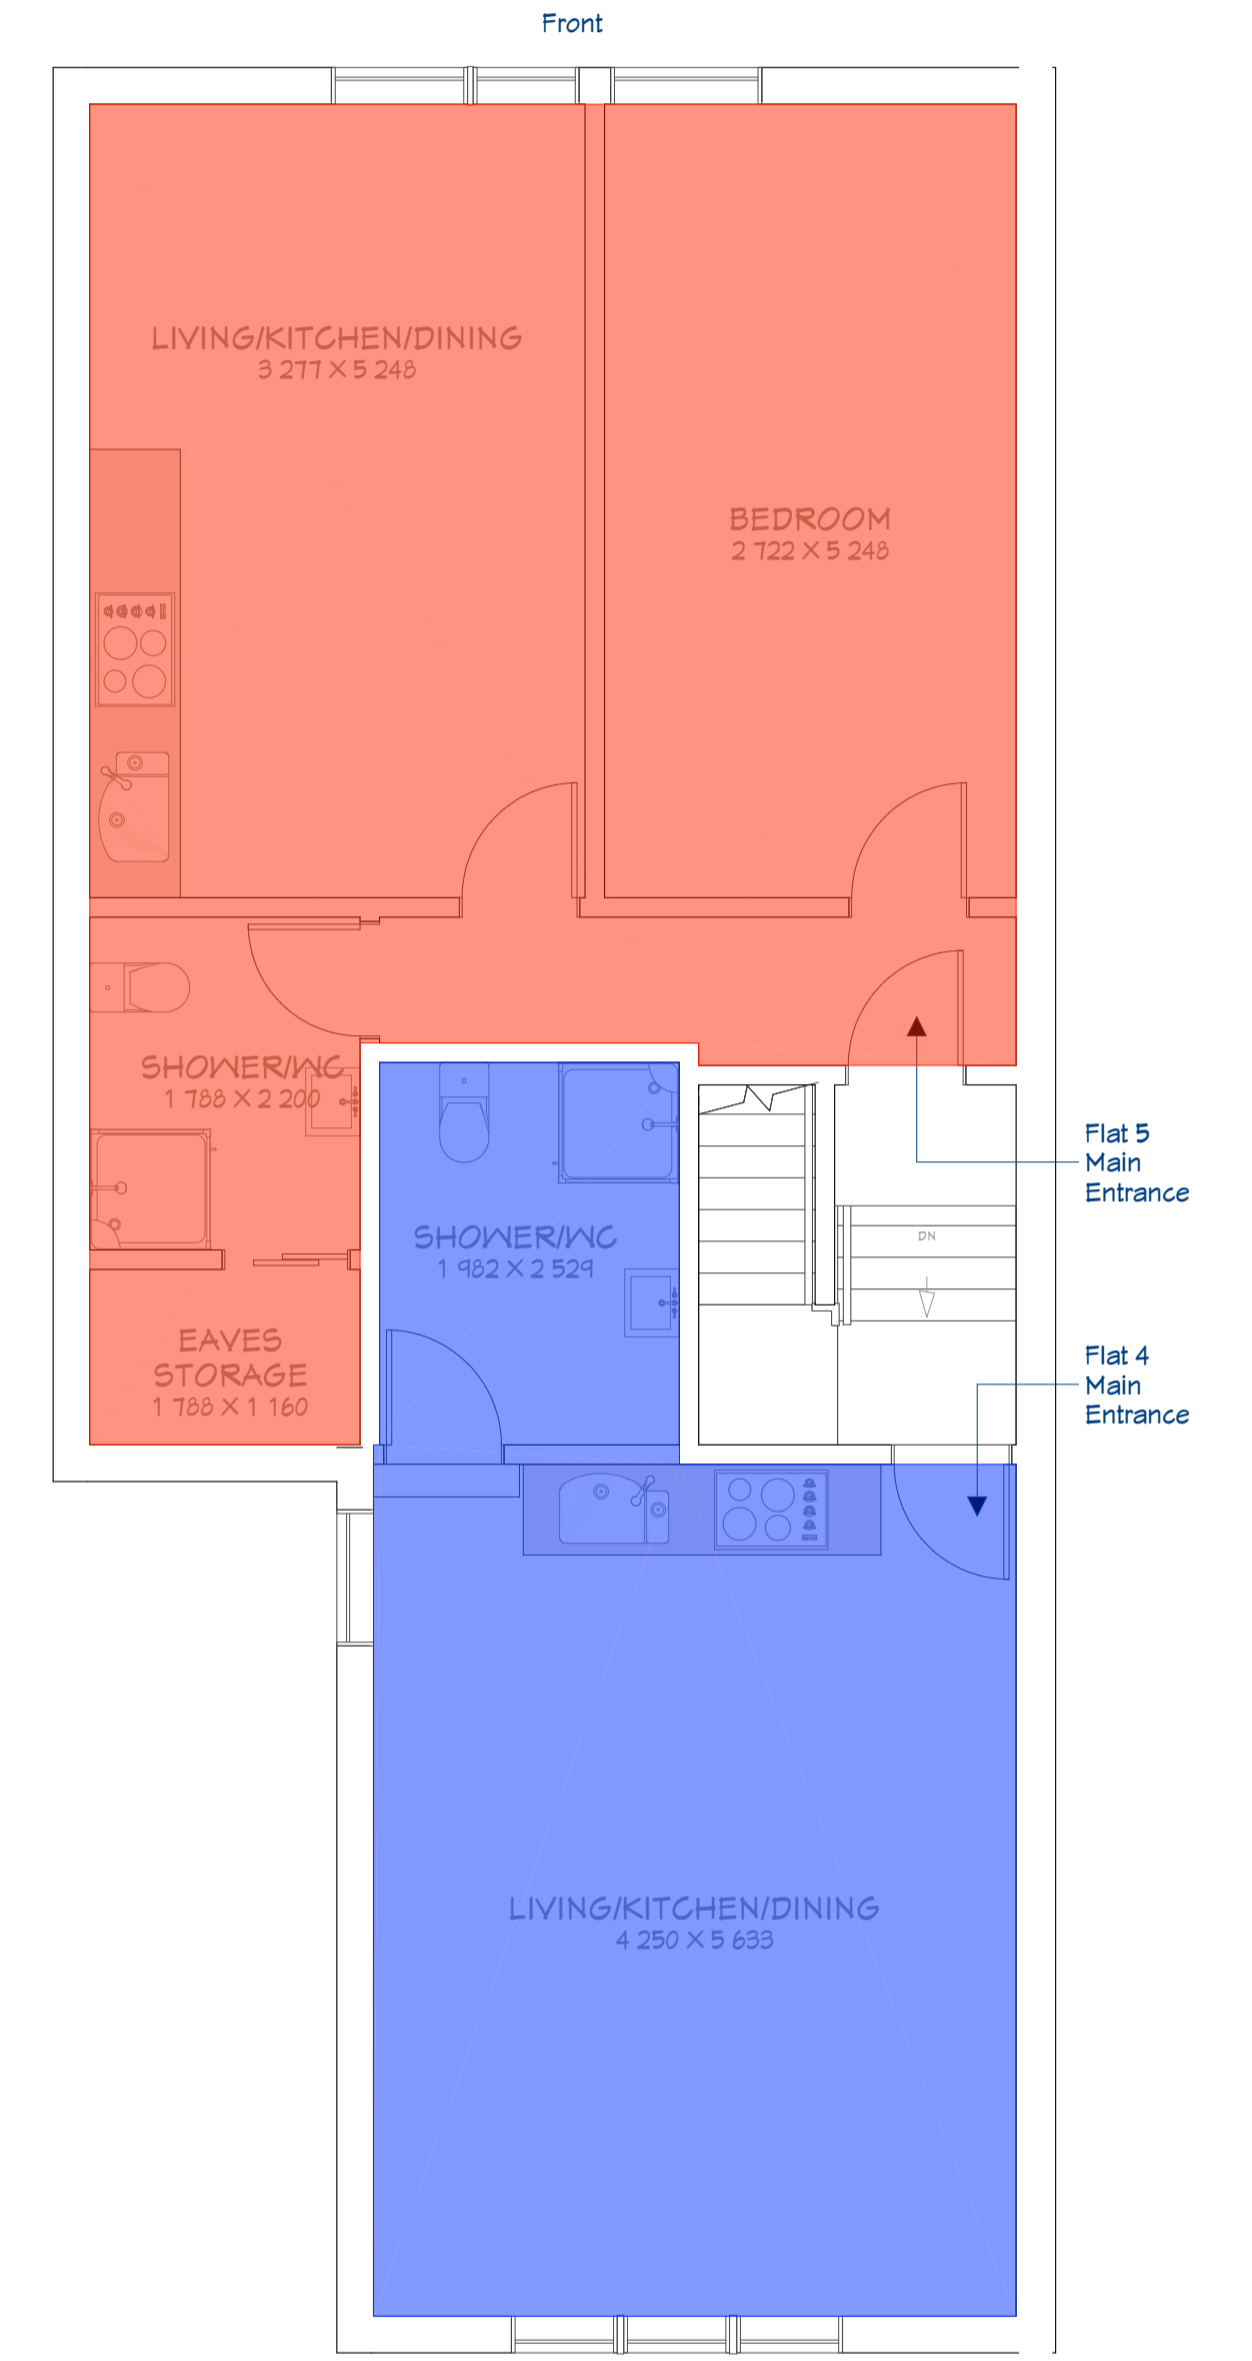 Front
LIVING/KITCHEN/DINING
3 277 X 5 248
BEDROOM
2 722 X 5 248
SHOWER/WC
1 788 X 2 200
Flat 5
Main
Entrance
SHOWER/WC
1 982 X 2 529
DN
EAVES
STORAGE
1 788 X 1 160
Flat 4
Main
Entrance
LIVING/KITCHEN/DINING
4 250 X 5 633